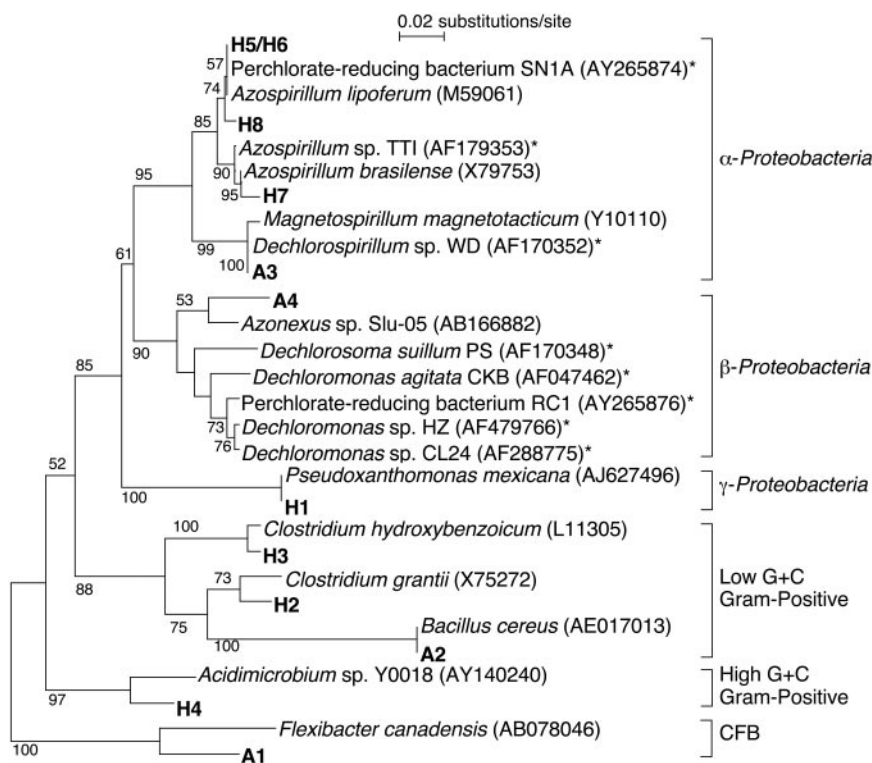 0.02 substitutions/site
H5/H6
57
Perchlorate-reducing bacterium SN1A (AY265874)*
74
Azospirillum lipoferum (M59061)
85
H8
Azospirillum sp. TTI (AF179353)*
90
Azospirillum brasilense (X79753)
95
95
H7
α-Proteobacteria
Magnetospirillum magnetotacticum (Y10110)
99
Dechlorospirillum sp. WD (AF170352)*
100
A3
61
53
A4
Azonexus sp. Slu-05 (AB166882)
90
Dechlorosoma suillum PS (AF170348)*
85
Dechloromonas agitata CKB (AF047462)*
β-Proteobacteria
Perchlorate-reducing bacterium RC1 (AY265876)*
73
Dechloromonas sp. HZ (AF479766)*
76
Dechloromonas sp. CL24 (AF288775)*
52
Pseudoxanthomonas mexicana (AJ627496)
γ-Proteobacteria
100
H1
100
Clostridium hydroxybenzoicum (L11305)
H3
88
73
Clostridium grantii (X75272)
Low G+C
Gram-Positive
H2
75
Bacillus cereus (AE017013)
100
A2
Acidimicrobium sp. Y0018 (AY140240)
High G+C
Gram-Positive
97
H4
Flexibacter canadensis (AB078046)
CFB
100
A1